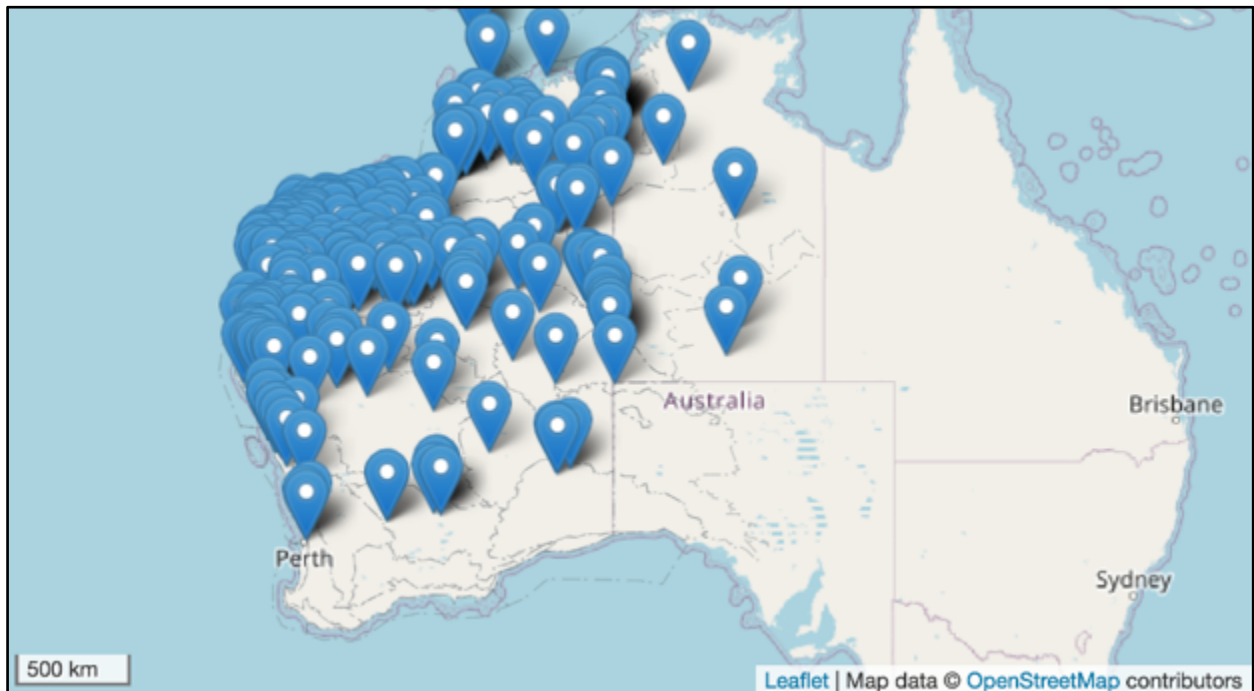 Australia
Brisbane
Perth
Sydney
500 km
Leaflet | Map data © OpenStreetMap contributors